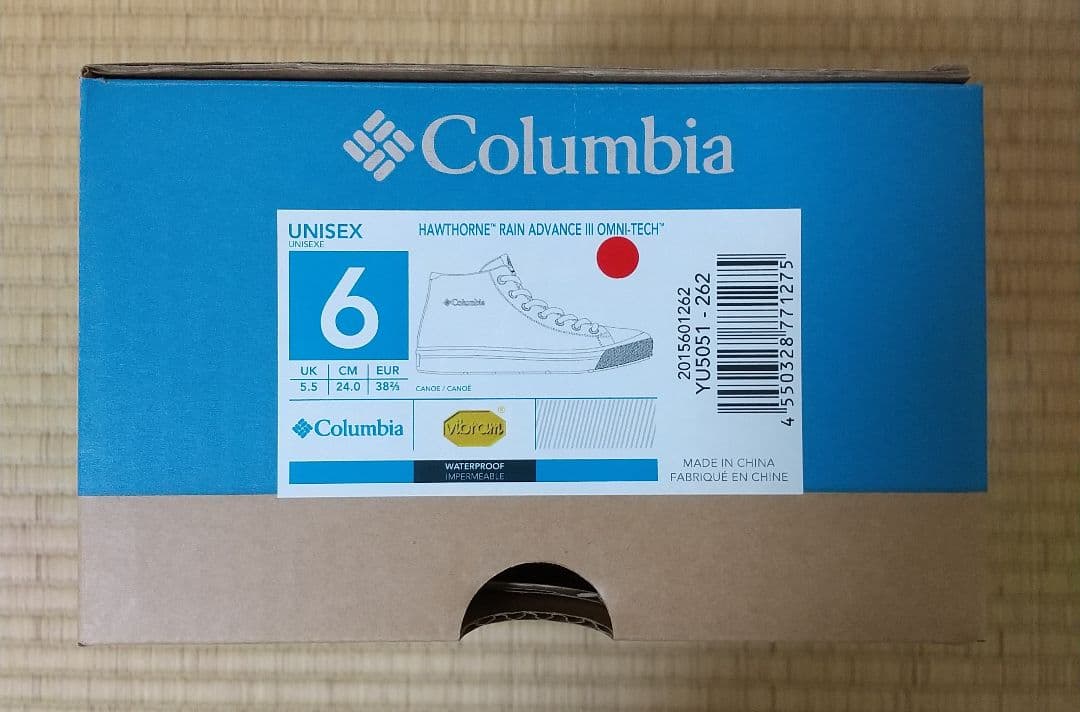 Columbia
UNISEX
UNISEXE
HAWTHORNE™ RAIN ADVANCE III OMNI-TECH™
6
Columbia
UK CM EUR
5.5 24.0 38⅔
CANOE / CANOË
Columbia
vibram®
WATERPROOF
IMPERMEABLE
2015601262
YU5051 - 262
4 550328 771275
MADE IN CHINA
FABRIQUÉ EN CHINE